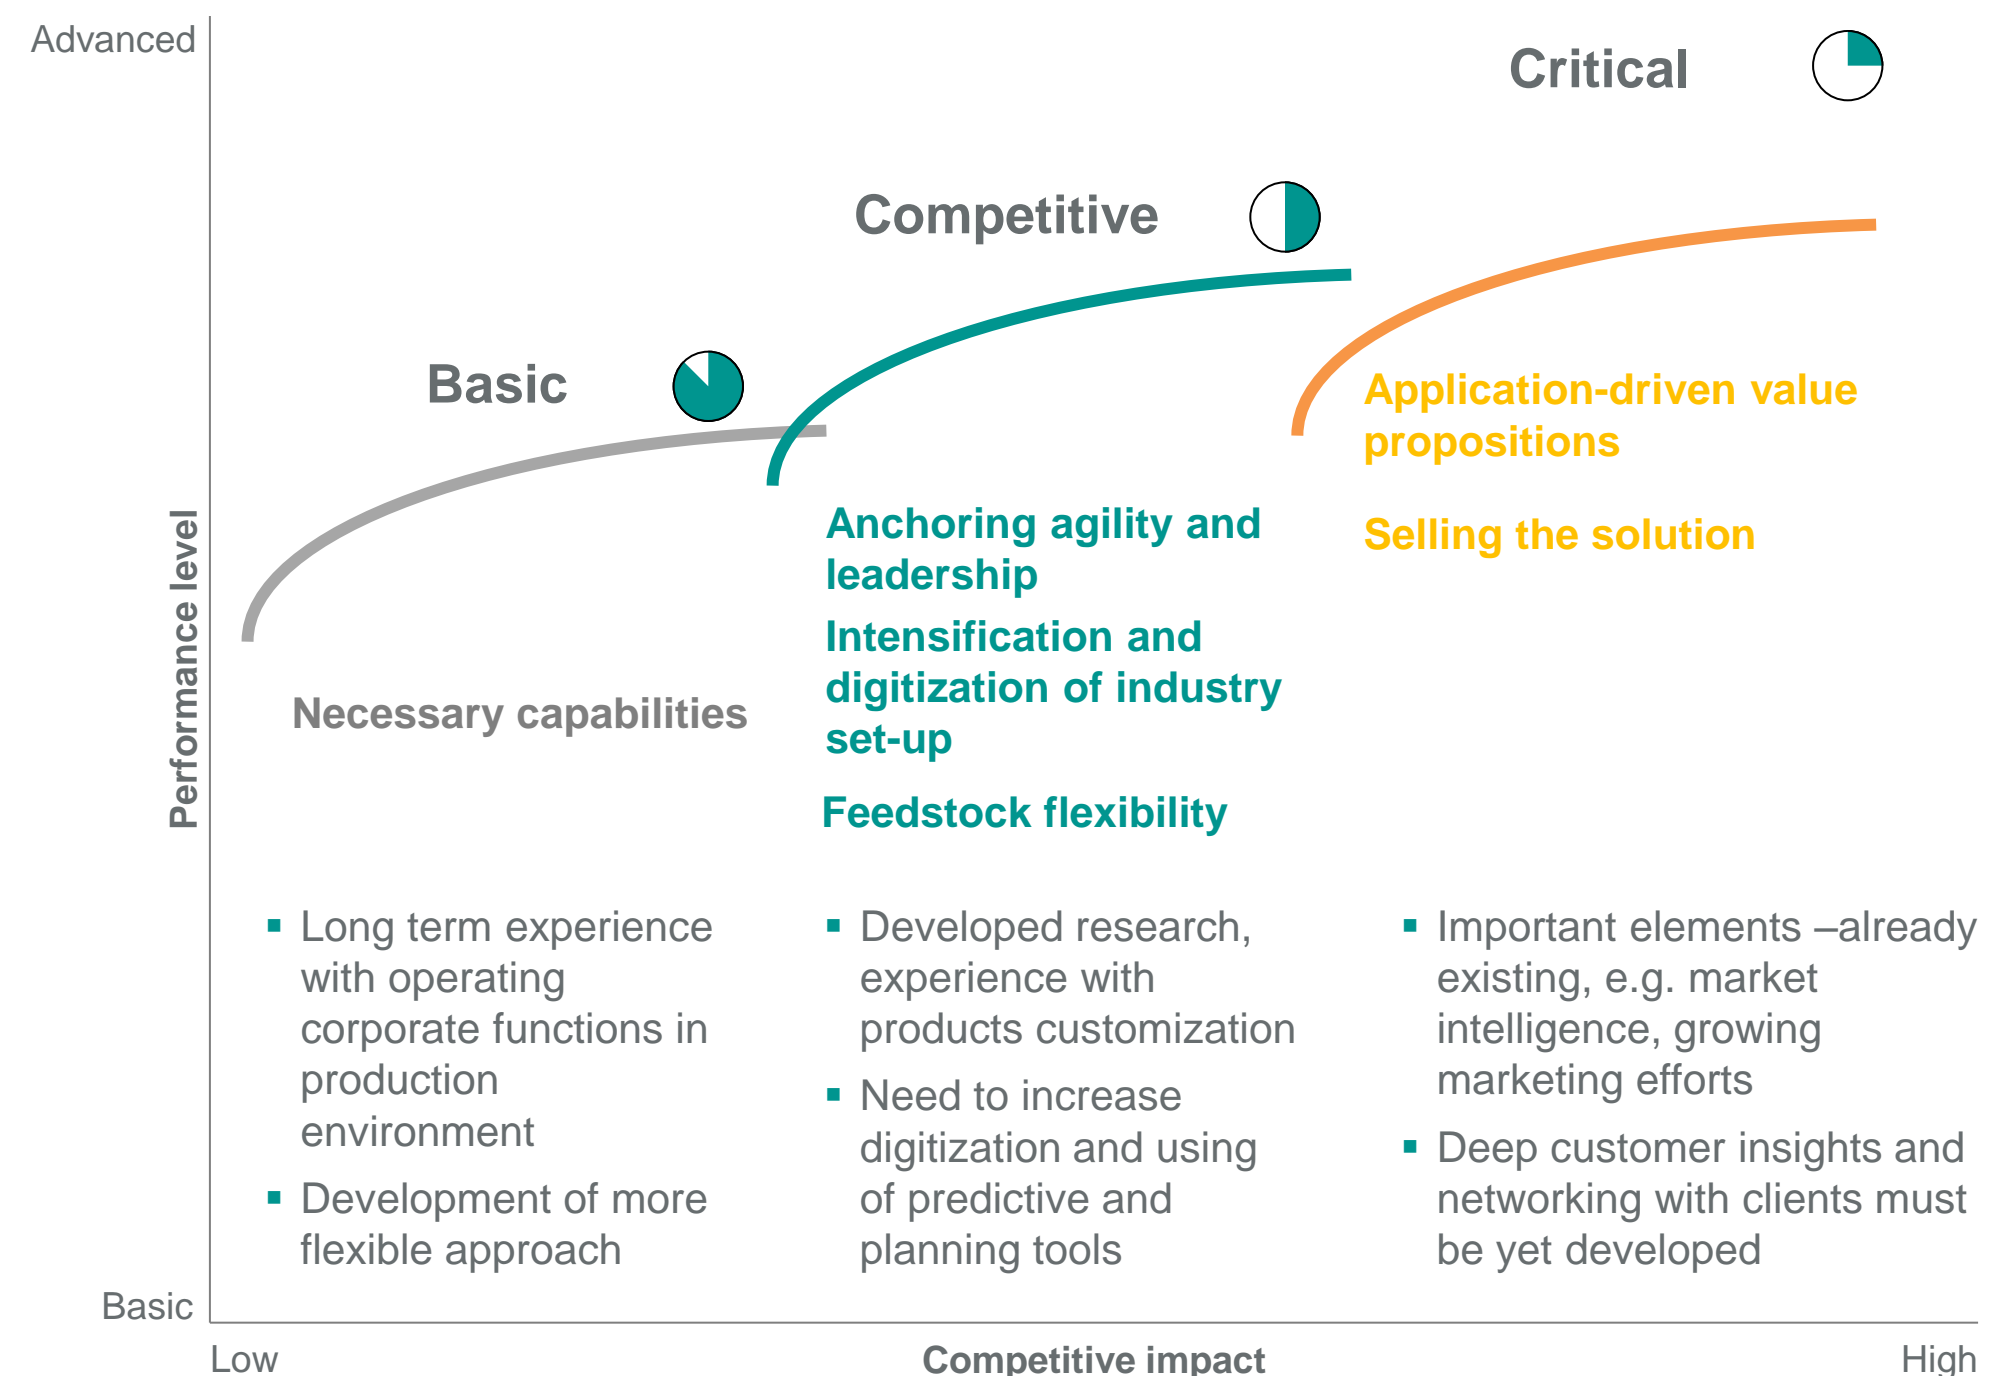 Advanced
Critical
Competitive
Basic
Application-driven value
propositions
Selling the solution
Anchoring agility and
leadership
Intensification and
digitization of industry
set-up
Feedstock flexibility
Necessary capabilities
Performance level
▪ Long term experience
with operating
corporate functions in
production
environment
▪ Development of more
flexible approach
▪ Developed research,
experience with
products customization
▪ Need to increase
digitization and using
of predictive and
planning tools
▪ Important elements –already
existing, e.g. market
intelligence, growing
marketing efforts
▪ Deep customer insights and
networking with clients must
be yet developed
Basic
Low
Competitive impact
High